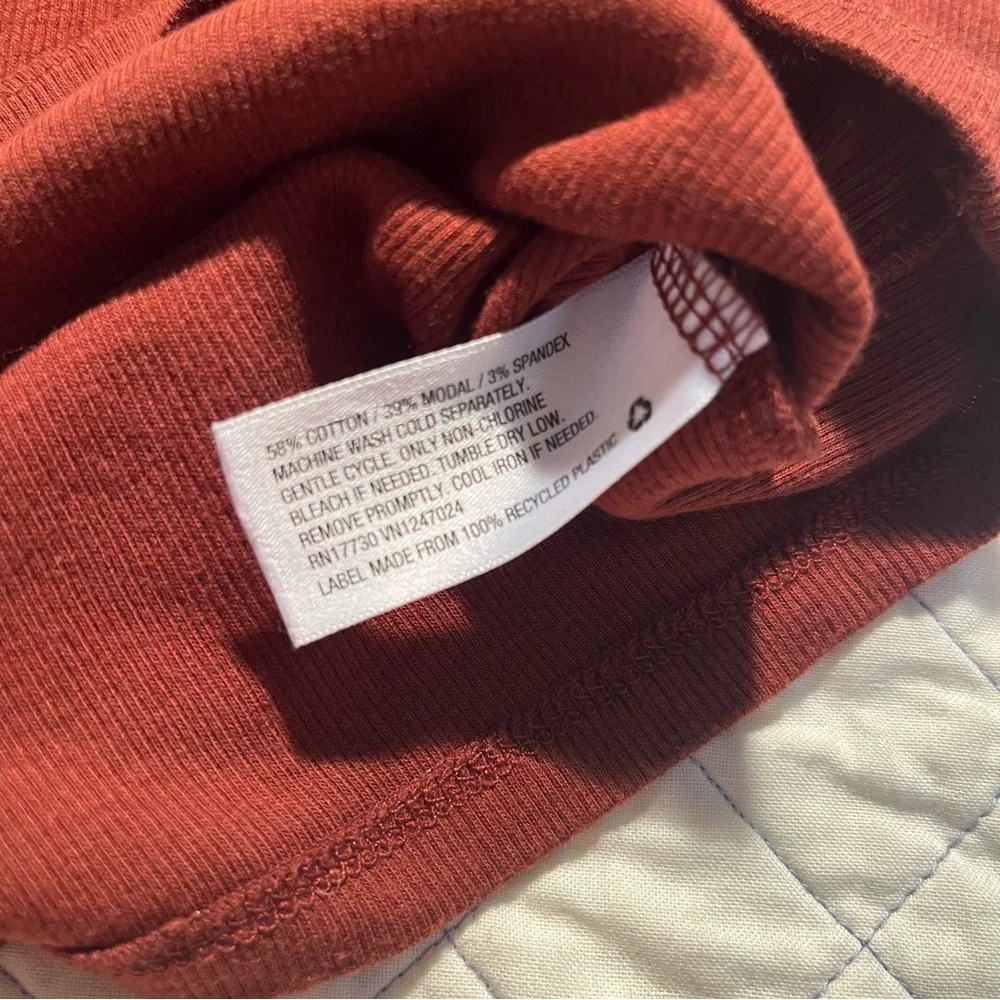 58% COTTON / 39% MODAL / 3% SPANDEX
MACHINE WASH COLD SEPARATELY.
GENTLE CYCLE. ONLY NON-CHLORINE
BLEACH IF NEEDED. TUMBLE DRY LOW.
REMOVE PROMPTLY. COOL IRON IF NEEDED.
RN17730 VN1247024
LABEL MADE FROM 100% RECYCLED PLASTIC